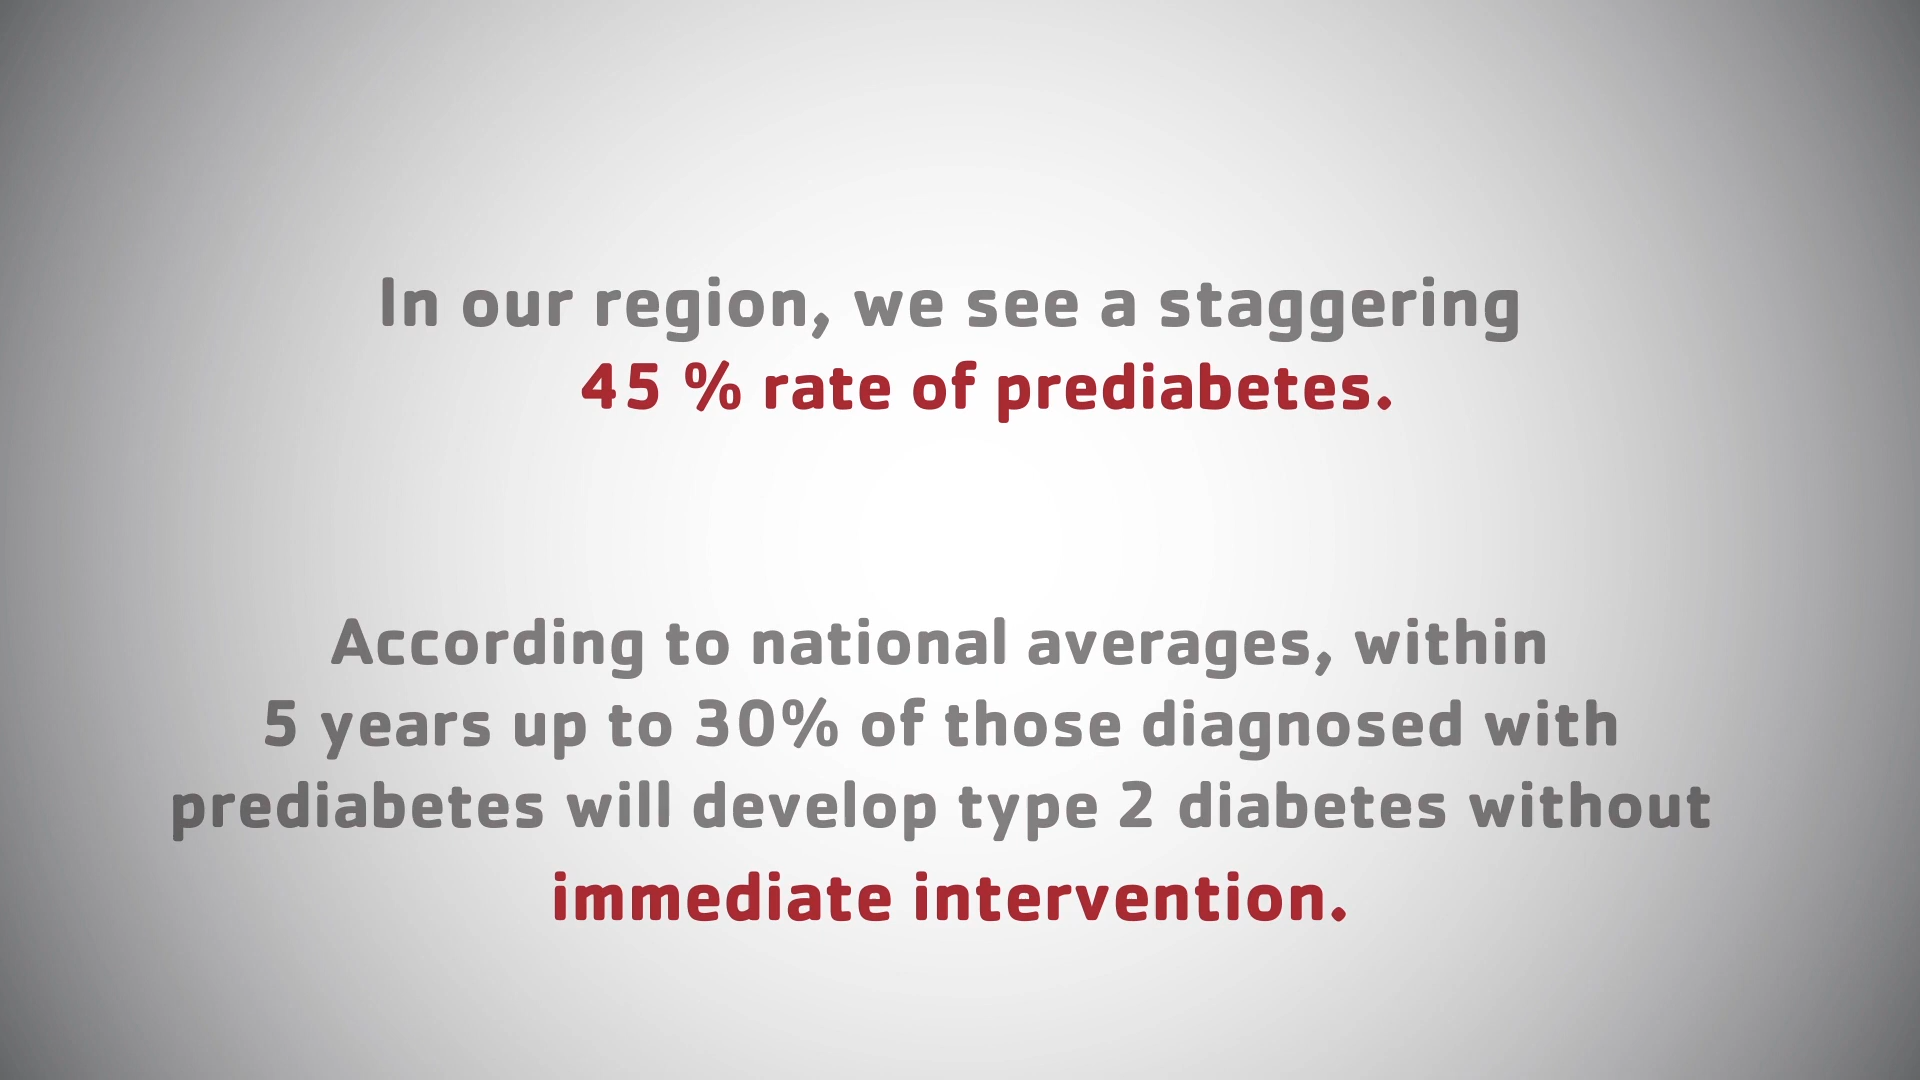 In our region, we see a staggering
45 % rate of prediabetes.
According to national averages, within
5 years up to 30% of those diagnosed with
prediabetes will develop type 2 diabetes without
immediate intervention.